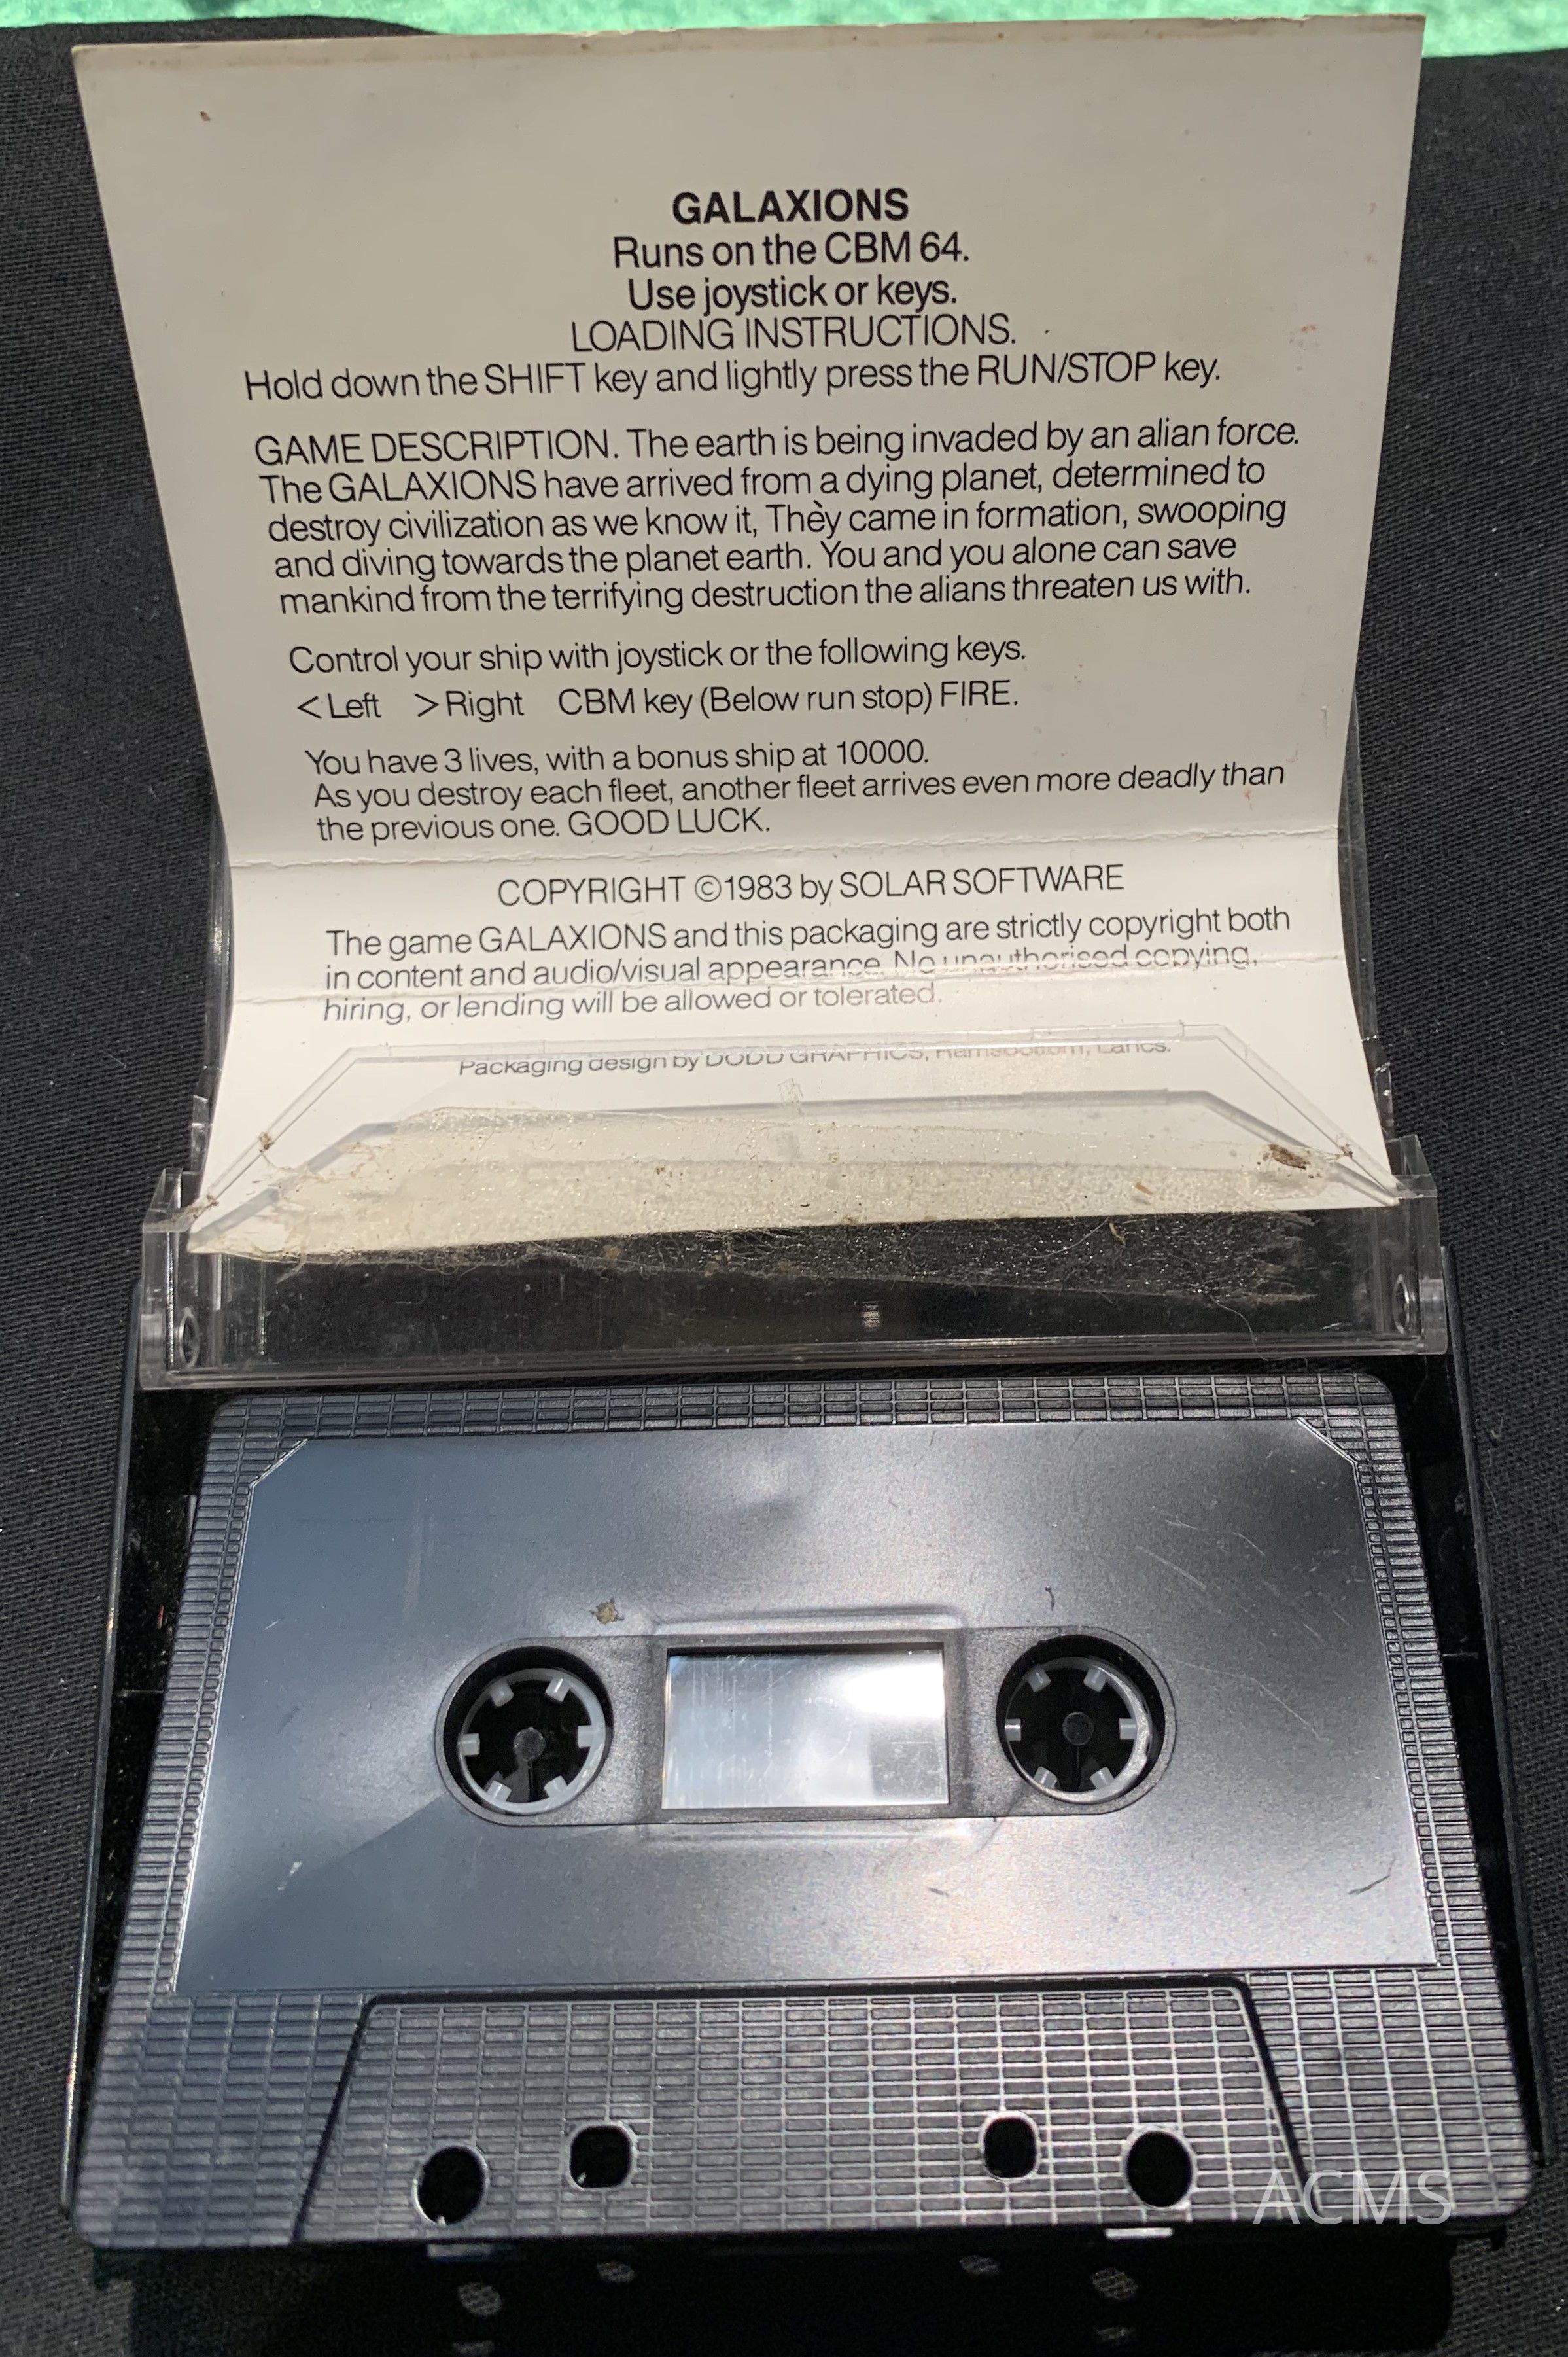 GALAXIONS
Runs on the CBM 64.
Use joystick or keys.
LOADING INSTRUCTIONS.
Hold down the SHIFT key and lightly press the RUN/STOP key.
GAME DESCRIPTION. The earth is being invaded by an alian force.
The GALAXIONS have arrived from a dying planet, determined to
destroy civilization as we know it, They came in formation, swooping
and diving towards the planet earth. You and you alone can save
mankind from the terrifying destruction the alians threaten us with.
Control your ship with joystick or the following keys.
<Left >Right CBM key (Below run stop) FIRE.
You have 3 lives, with a bonus ship at 10000.
As you destroy each fleet, another fleet arrives even more deadly than
the previous one. GOOD LUCK.
COPYRIGHT ©1983 by SOLAR SOFTWARE
The game GALAXIONS and this packaging are strictly copyright both
in content and audio/visual appearance. No unauthorised copying,
hiring, or lending will be allowed or tolerated.
Packaging design by DODD GRAPHICS, Ramsbottom, Lancs.
ACMS